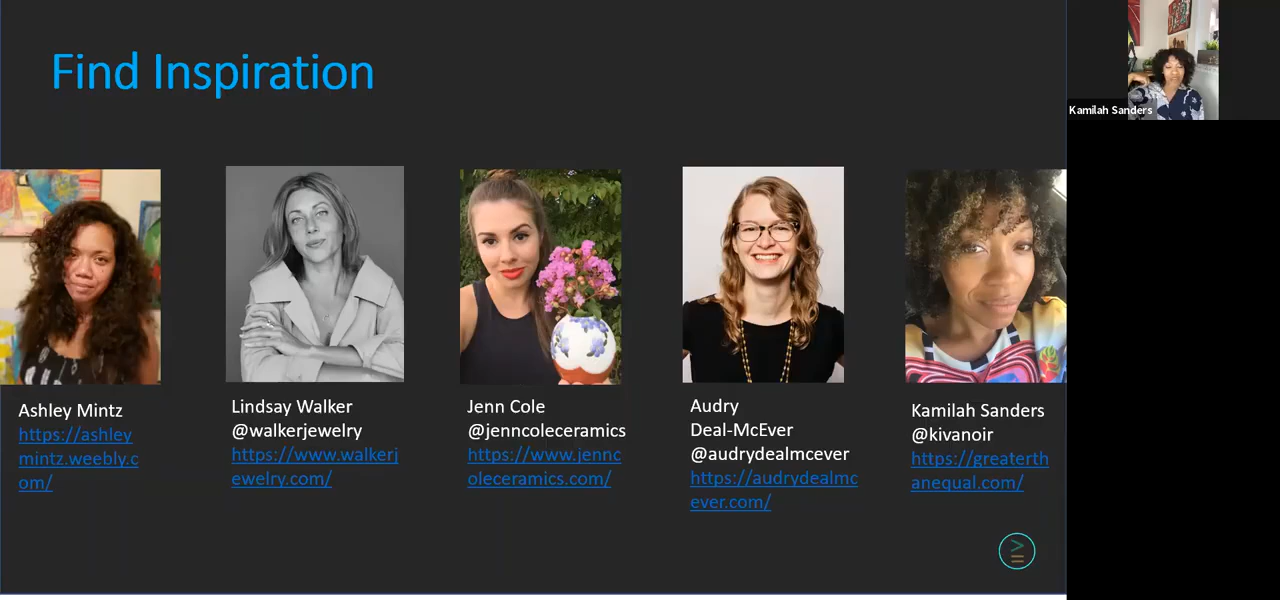 Find Inspiration
Kamilah Sanders
Ashley Mintz
https://ashley
mintz.weebly.c
om/
Lindsay Walker
@walkerjewelry
https://www.walkerj
ewelry.com/
Jenn Cole
@jenncoleceramics
https://www.jennc
oleceramics.com/
Audry
Deal-McEver
@audrydealmcever
https://audrydealmc
ever.com/
Kamilah Sanders
@kivanoir
https://greaterth
anequal.com/